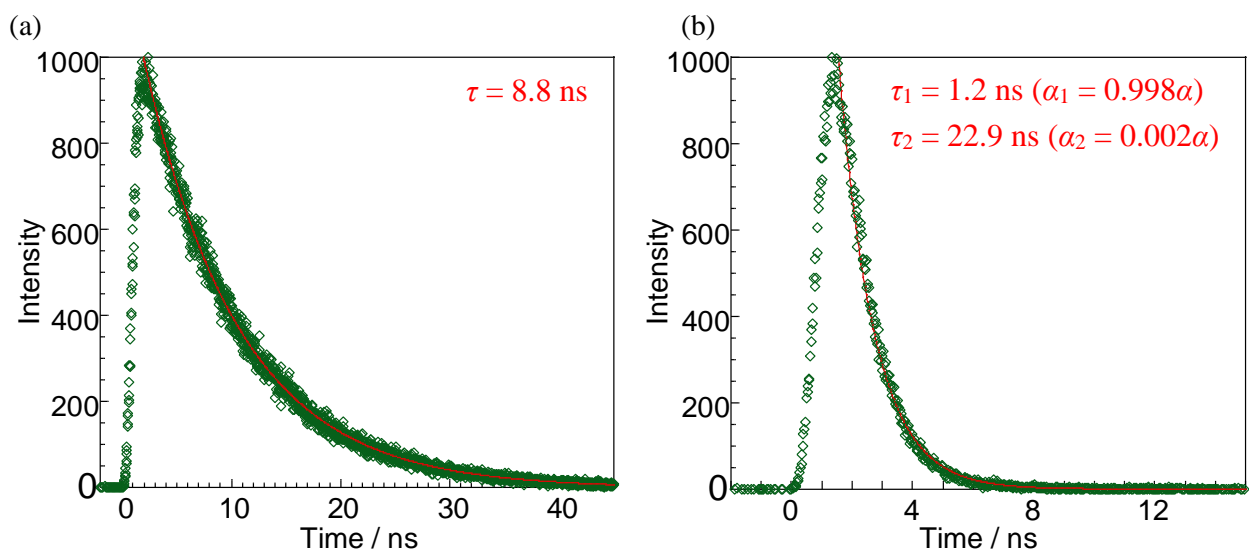 (a)
1000
800
600
400
200
0
Intensity
0 10 20 30 40
Time / ns
τ = 8.8 ns
(b)
1000
800
600
400
200
0
Intensity
0 4 8 12
Time / ns
τ1 = 1.2 ns (α1 = 0.998α)
τ2 = 22.9 ns (α2 = 0.002α)